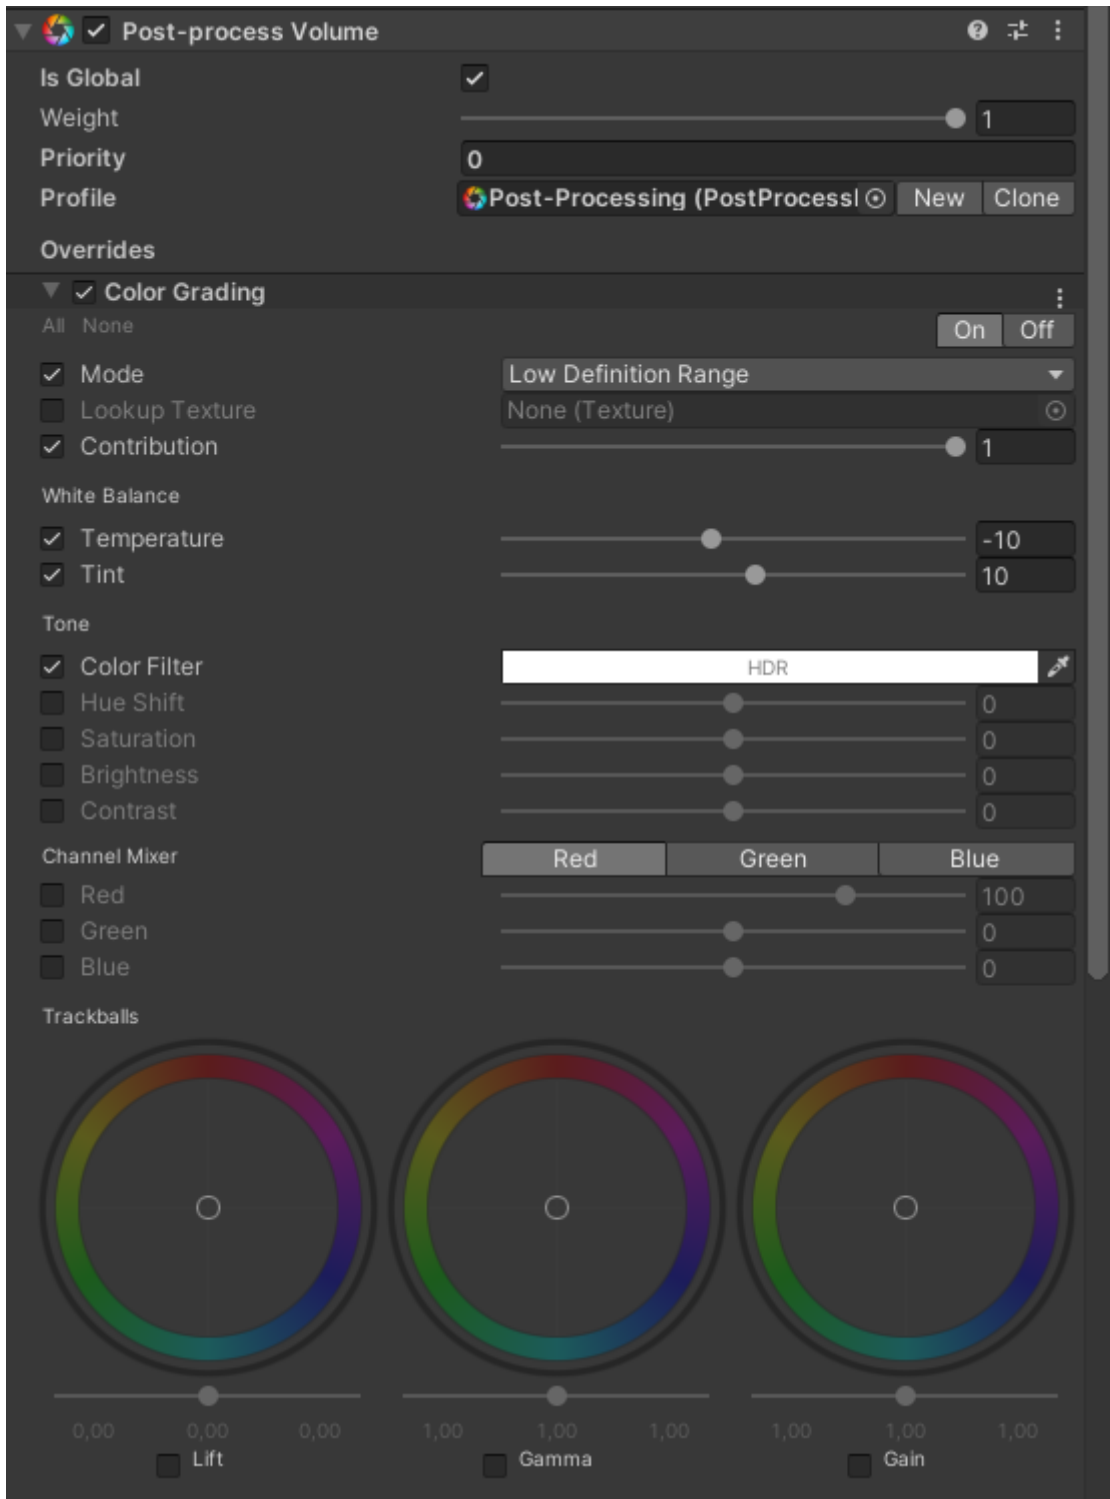 Post-process Volume
Is Global
Weight 1
Priority 0
Profile Post-Processing (PostProcessl New Clone
Overrides
Color Grading
All None On Off
Mode Low Definition Range
Lookup Texture None (Texture)
Contribution 1
White Balance
Temperature -10
Tint 10
Tone
Color Filter HDR
Hue Shift 0
Saturation 0
Brightness 0
Contrast 0
Channel Mixer Red Green Blue
Red 100
Green 0
Blue 0
Trackballs
0,00 0,00 0,00 1,00 1,00 1,00 1,00 1,00 1,00
Lift Gamma Gain